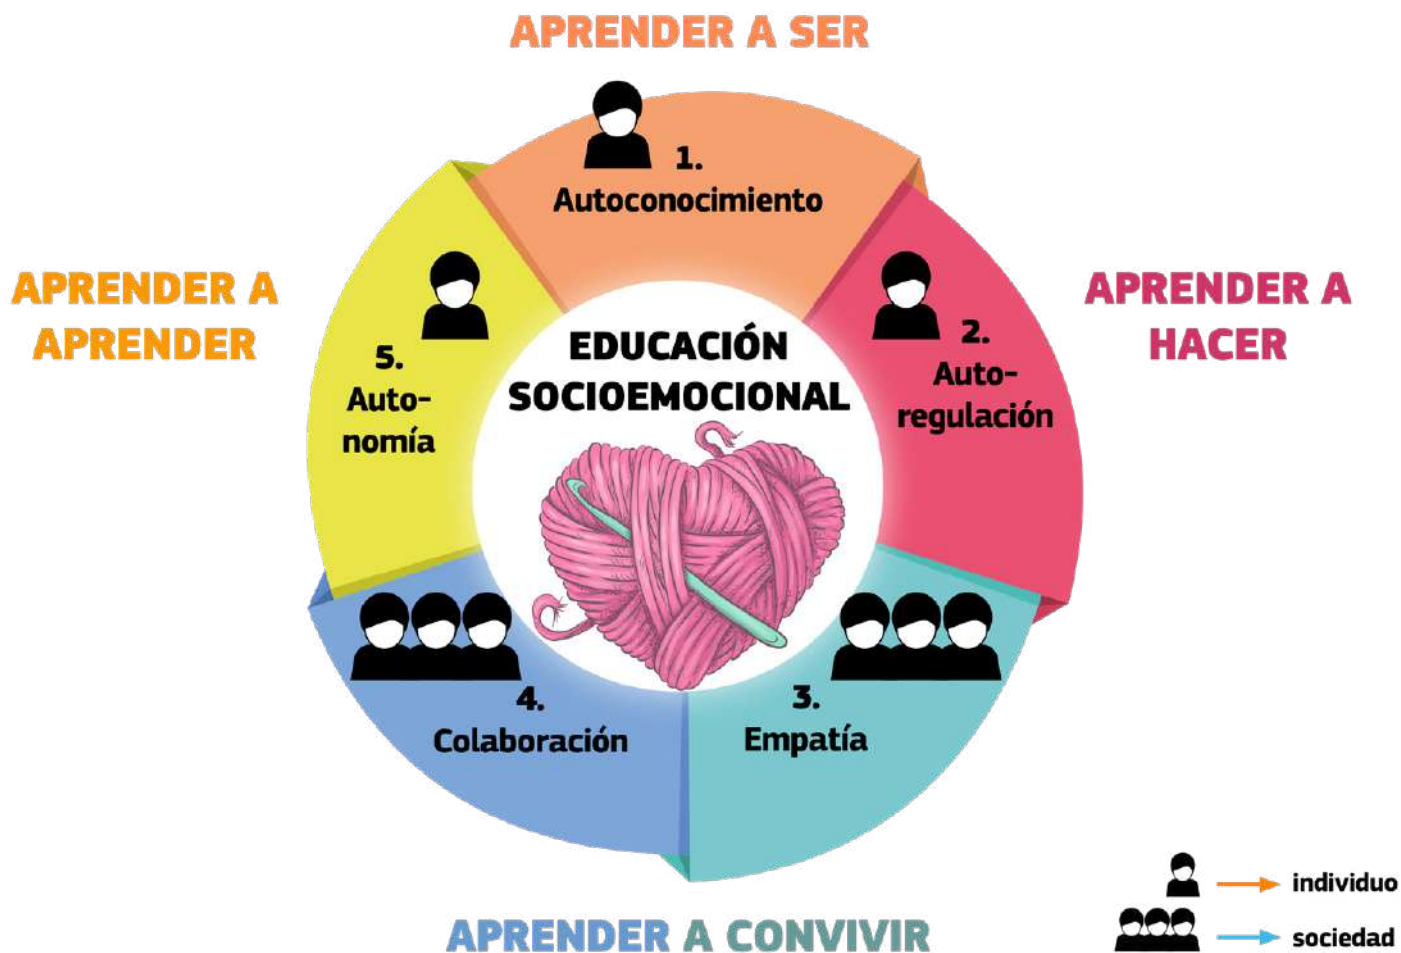 APRENDER A SER
1.
Autoconocimiento
APRENDER A
HACER
2.
Auto-
regulación
3.
Empatía
APRENDER A CONVIVIR
4.
Colaboración
APRENDER A
APRENDER
5.
Auto-
nomía
EDUCACIÓN
SOCIOEMOCIONAL
individuo
sociedad